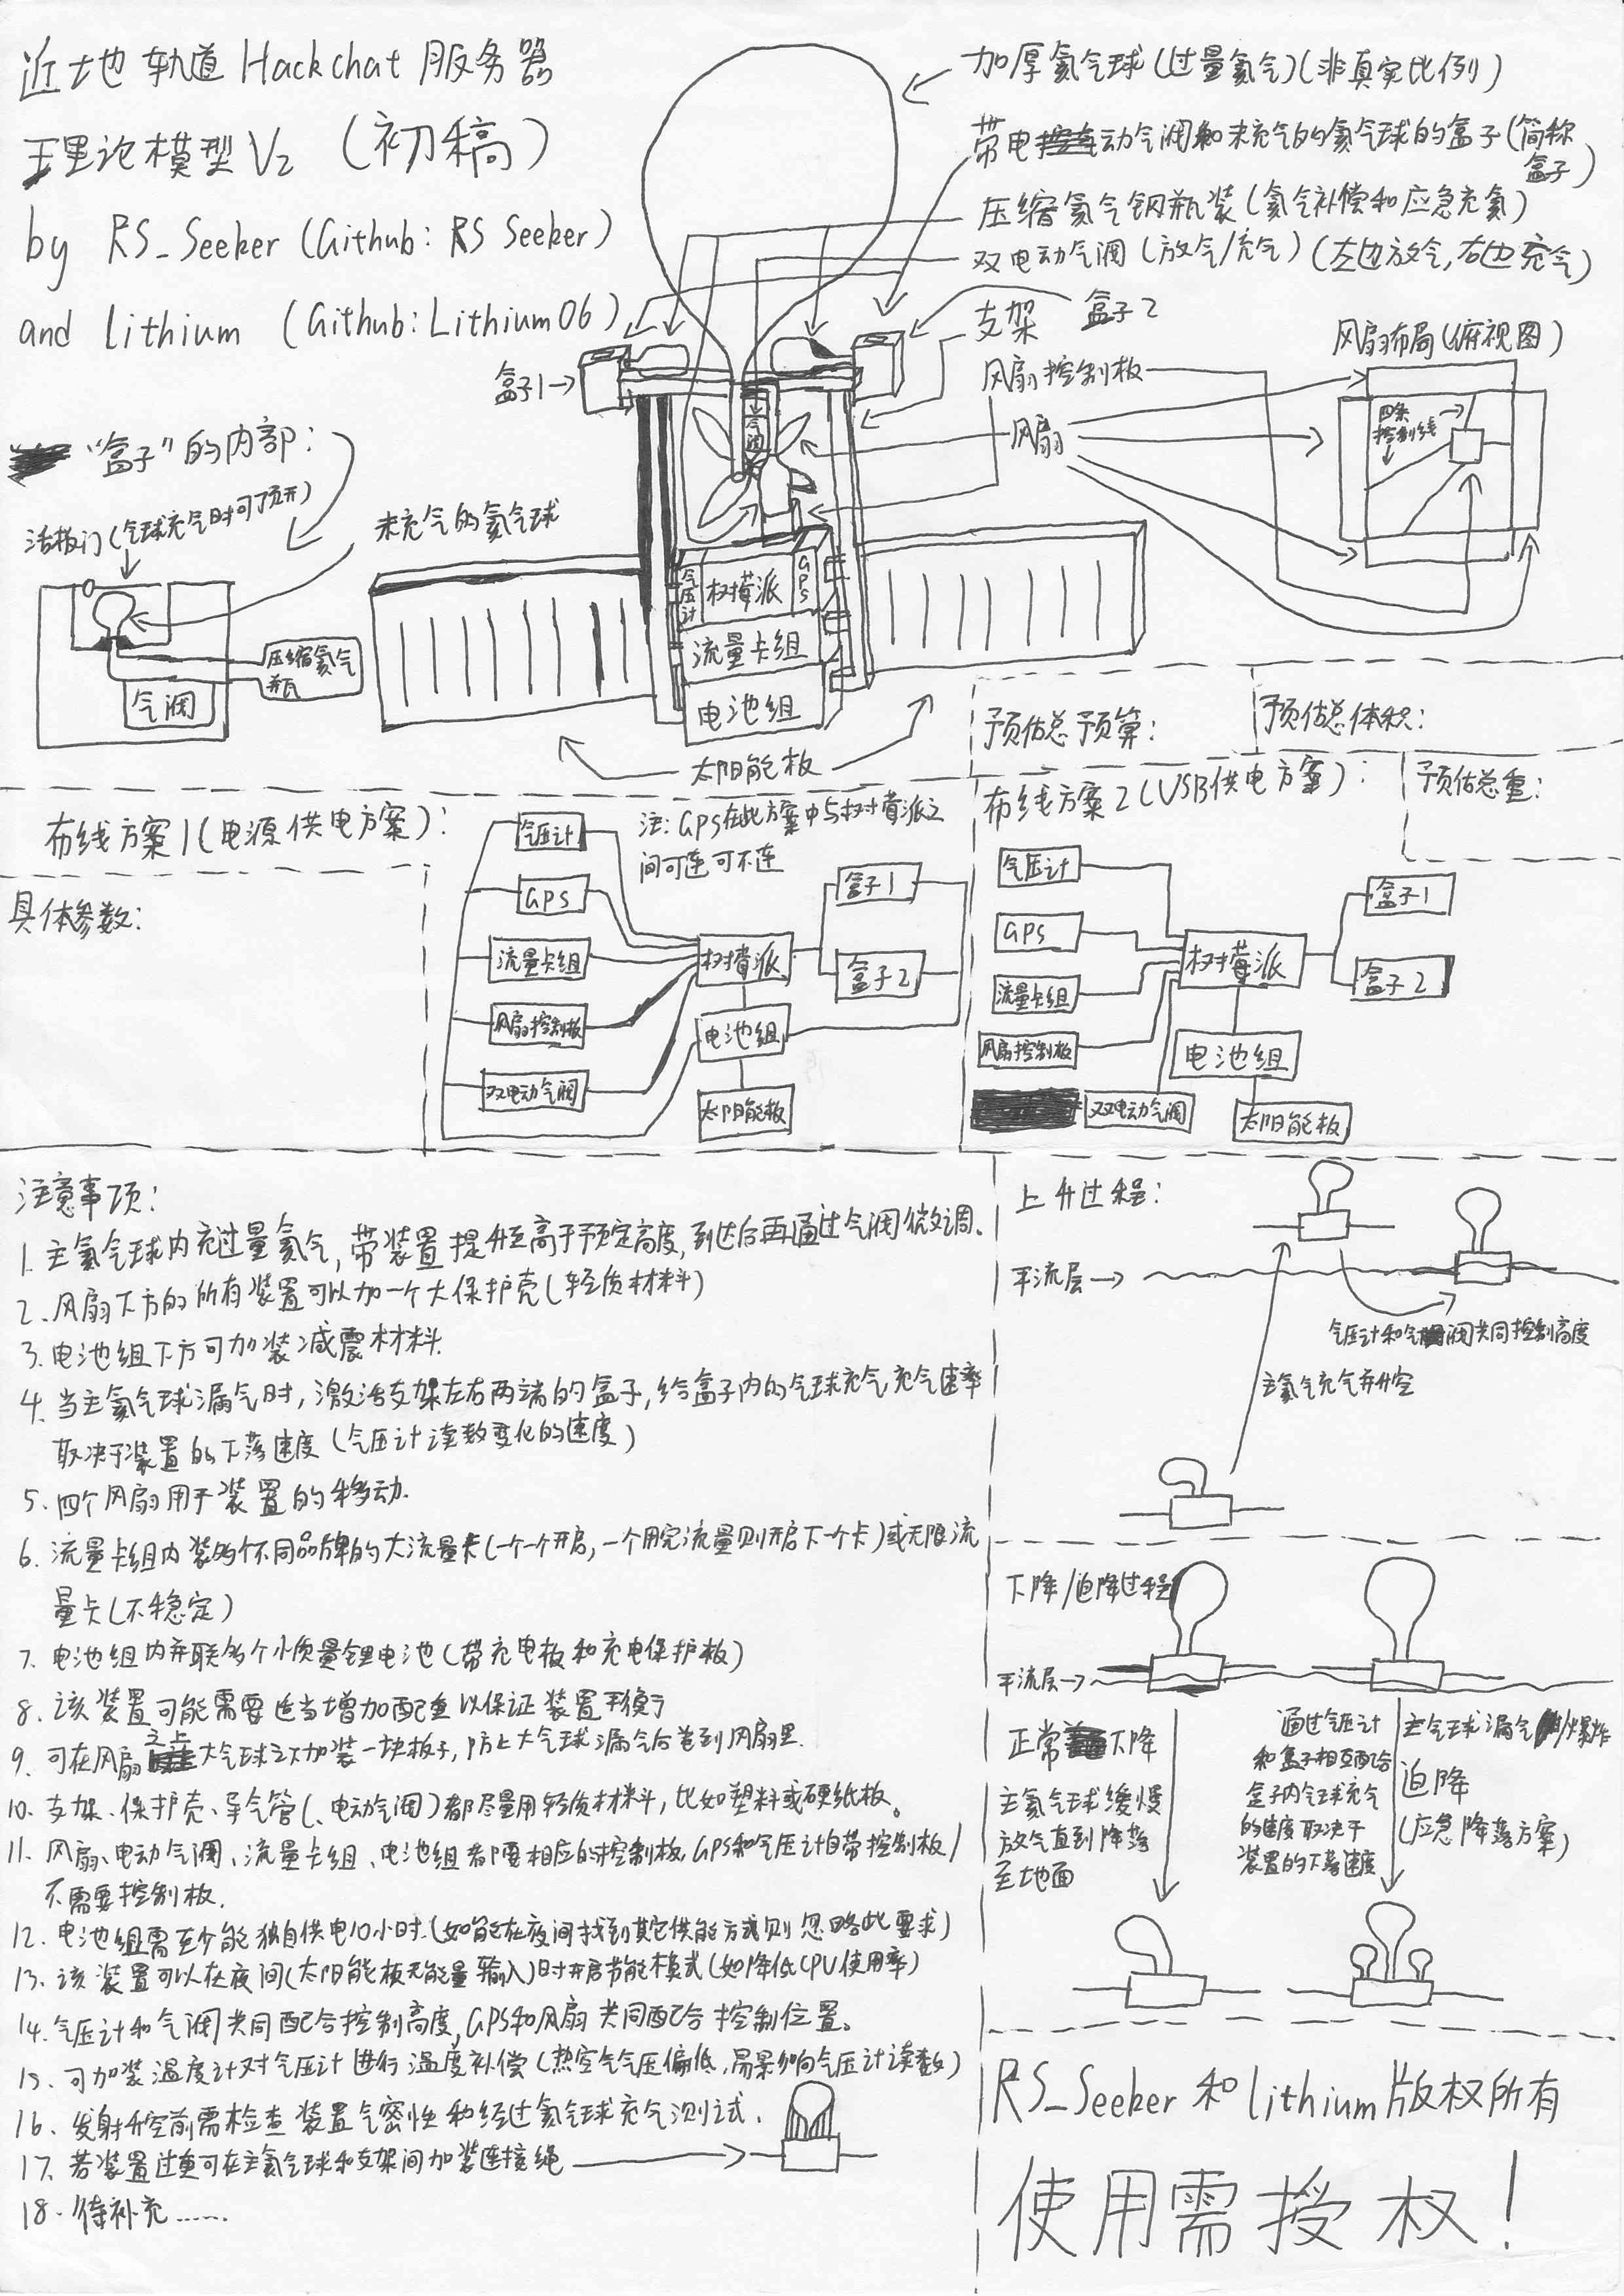 近地轨道Hackchat服务器
理论模型V2 (初稿)
by RS_Seeker (Github: RS Seeker)
and lithium (Github: Lithium06)
加厚氦气球(过量氦气)(非真实比例)
带电动气阀和未充气的氦气球的盒子(简称
盒子)
压缩氦气钢瓶装(氦气补偿和应急充氦)
双电动气阀(放气/充气)(左边放气,右边充气)
支架
盒子2
风扇控制板
风扇
风扇布局(俯视图)
四条
控制线
盒子1
气阀
"盒子"的内部:
活板门(气球充气时可顶开)
未充气的氦气球
压缩氦气
瓶
气阀
气压计
树莓派
GPS
流量卡组
电池组
太阳能板
预估总预算:
预估总体积:
预估总重:
布线方案1(电源供电方案):
注:GPS在此方案中与树莓派之
间可连可不连
气压计
GPS
流量卡组
风扇控制板
双电动气阀
树莓派
电池组
太阳能板
盒子1
盒子2
布线方案2(USB供电方案):
气压计
GPS
流量卡组
风扇控制板
双电动气阀
树莓派
电池组
太阳能板
盒子1
盒子2
具体参数:
注意事项:
1.主氦气球内充过量氦气,带装置提升至高于预定高度,到达后再通过气阀微调.
2.风扇下方的所有装置可以加一个大保护壳(轻质材料)
3.电池组下方可加装减震材料.
4.当主氦气球漏气时,激活支架左右两端的盒子,给盒子内的气球充气,充气速率
取决于装置的下落速度(气压计读数变化的速度)
5.四个风扇用于装置的移动.
6.流量卡组内装多个不同品牌的大流量卡(一个一个开启,一个用完流量则开启下一个卡)或无限流
量卡(不稳定)
7.电池组内并联多个小质量锂电池(带充电板和充电保护板)
8.该装置可能需要适当增加配重以保证装置平衡
9.可在风扇之上大气球之下加装一块板子,防止大气球漏气后卷到风扇里.
10.支架、保护壳、导气管(、电动气阀)都尽量用轻质材料,比如塑料或硬纸板。
11.风扇、电动气阀、流量卡组、电池组都要相应的控制板,GPS和气压计自带控制板/
不需要控制板.
12.电池组需至少能独自供电10小时.(如能在夜间找到其它供能方式则忽略此要求)
13.该装置可以在夜间(太阳能板无能量输入)时开启节能模式(如降低CPU使用率)
14.气压计和气阀共同配合控制高度,GPS和风扇共同配合控制位置。
15.可加装温度计对气压计进行温度补偿(热空气气压偏低,易影响气压计读数)
16.发射升空前需检查装置气密性和经过氦气球充气测试.
17.若装置过重可在主氦气球和支架间加装连接绳
18.待补充……
上升过程:
平流层
气压计和气阀共同控制高度
主氦气充气并升空
下降/迫降过程
平流层
正常下降
主氦气球缓慢
放气直到降落
至地面
通过气压计
和盒子相互配合
盒子内气球充气
的速度取决于
装置的下落速度
主气球漏气/爆炸
迫降
(应急降落方案)
RS_Seeker和lithium版权所有
使用需授权!